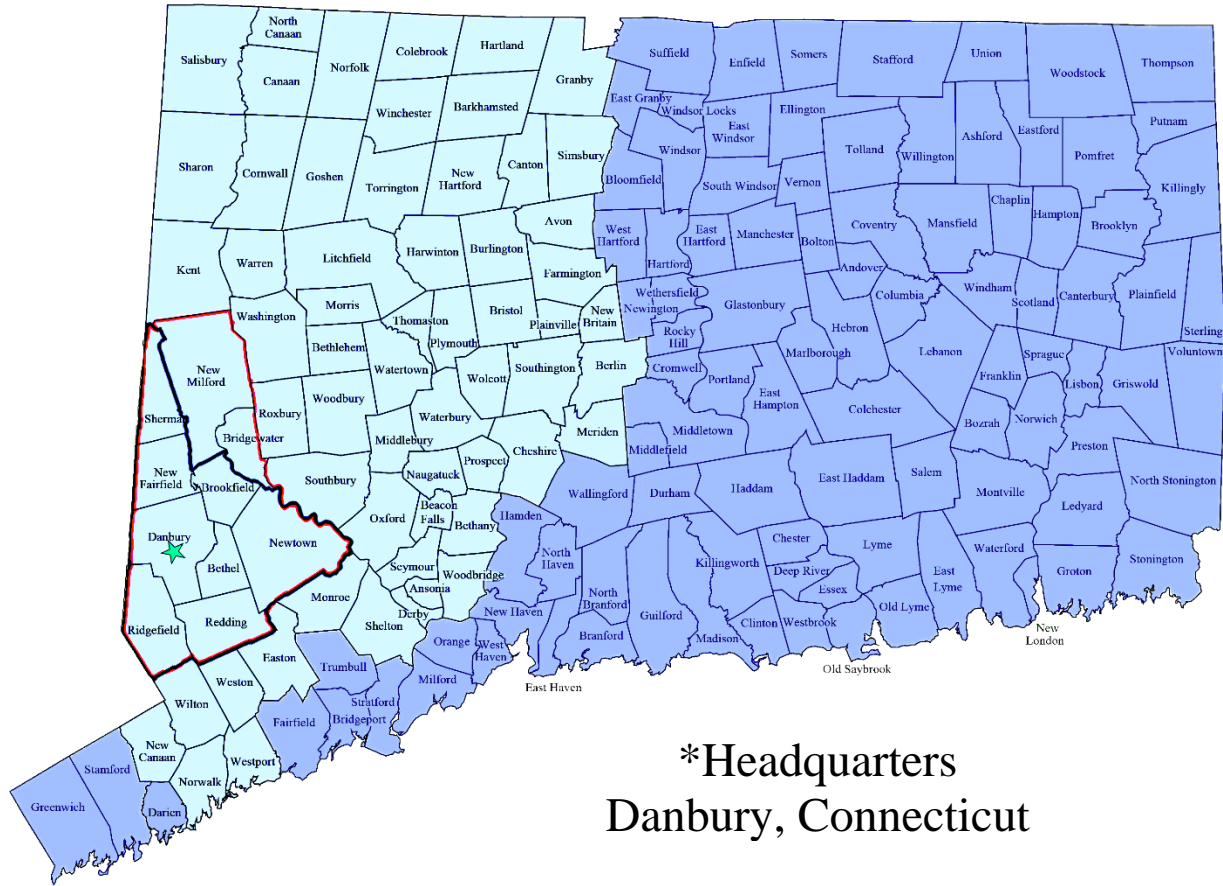 North
Canaan
Salisbury
Colebrook
Hartland
Norfolk
Canaan
Granby
Suffield
Enfield
Somers
Stafford
Union
Woodstock
Thompson
Winchester
Barkhamsted
East Granby
Windsor Locks
East
Windsor
Ellington
Putnam
Sharon
Cornwall
Goshen
Torrington
New
Hartford
Canton
Simsbury
Windsor
Bloomfield
South Windsor
Vernon
Tolland
Willington
Ashford
Eastford
Pomfret
Killingly
Avon
West
Hartford
Hartford
East
Hartford
Manchester
Bolton
Coventry
Mansfield
Chaplin
Hampton
Brooklyn
Kent
Warren
Litchfield
Harwinton
Burlington
Farmington
Wethersfield
Newington
Glastonbury
Andover
Columbia
Windham
Scotland
Canterbury
Plainfield
Sterling
Washington
Morris
Thomaston
Plymouth
Bristol
Plainville
New
Britain
Rocky
Hill
Hebron
Bethlehem
Watertown
Wolcott
Southington
Berlin
Cromwell
Portland
East
Hampton
Marlborough
Lebanon
Franklin
Sprague
Lisbon
Griswold
Voluntown
New
Milford
Sherman
Bridgewater
Roxbury
Woodbury
Waterbury
Middlebury
Naugatuck
Prospect
Cheshire
Meriden
Middletown
Middlefield
Colchester
Bozrah
Norwich
Preston
New
Fairfield
Brookfield
Southbury
Oxford
Beacon
Falls
Bethany
Hamden
Wallingford
Durham
Haddam
East Haddam
Salem
Montville
Ledyard
North Stonington
Danbury
Bethel
Newtown
Seymour
Ansonia
Woodbridge
North
Haven
North
Branford
Killingworth
Chester
Deep River
Essex
Lyme
East
Lyme
Waterford
Groton
Stonington
Ridgefield
Redding
Monroe
Shelton
Derby
New Haven
Orange
West
Haven
Branford
Guilford
Madison
Clinton
Westbrook
Old Lyme
New
London
Old Saybrook
East Haven
Easton
Trumbull
Milford
Stratford
Bridgeport
Weston
Wilton
Fairfield
New
Canaan
Norwalk
Westport
Stamford
Greenwich
Darien
*Headquarters
Danbury, Connecticut